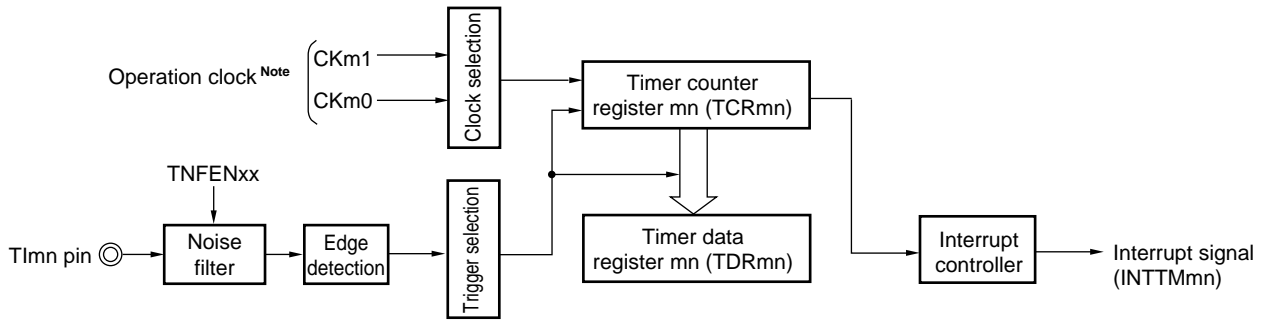 Operation clock Note
CKm1
CKm0
Clock selection
Timer counter
register mn (TCRmn)
TNFENxx
TImn pin
Noise
filter
Edge
detection
Trigger selection
Timer data
register mn (TDRmn)
Interrupt
controller
Interrupt signal
(INTTMmn)